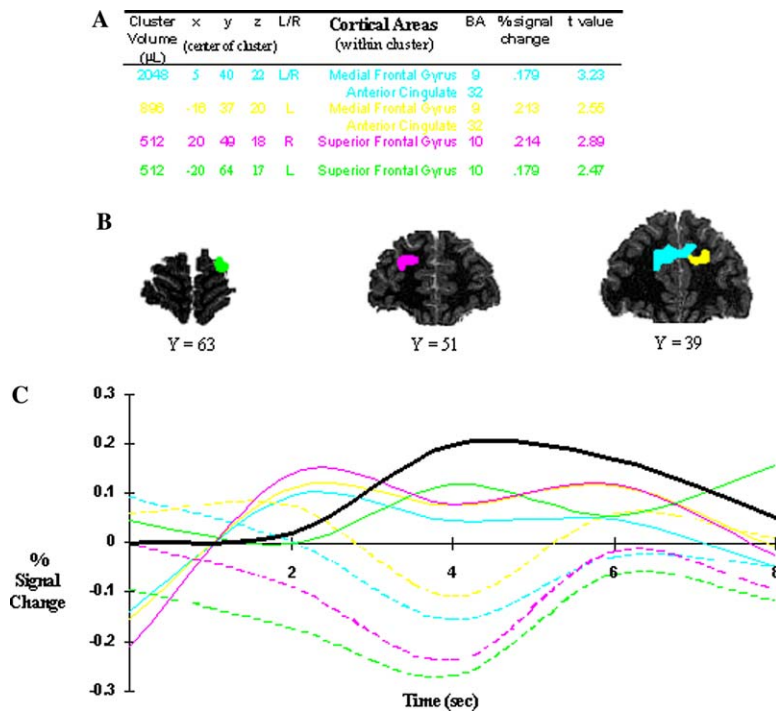 A
Cluster Volume (µL) x y z L/R Cortical Areas BA %signal change t value
(center of cluster) (within cluster)
2048 5 40 22 L/R Medial Frontal Gyrus 9 .179 3.23
Anterior Cingulate 32
896 -16 37 20 L Medial Frontal Gyrus 9 .213 2.55
Anterior Cingulate 32
512 20 49 18 R Superior Frontal Gyrus 10 .214 2.89
512 -20 64 17 L Superior Frontal Gyrus 10 .179 2.47
B
Y = 63 Y = 51 Y = 39
C
0.3
0.2
0.1
0
-0.1
-0.2
-0.3
% Signal Change
2 4 6 8
Time (sec)